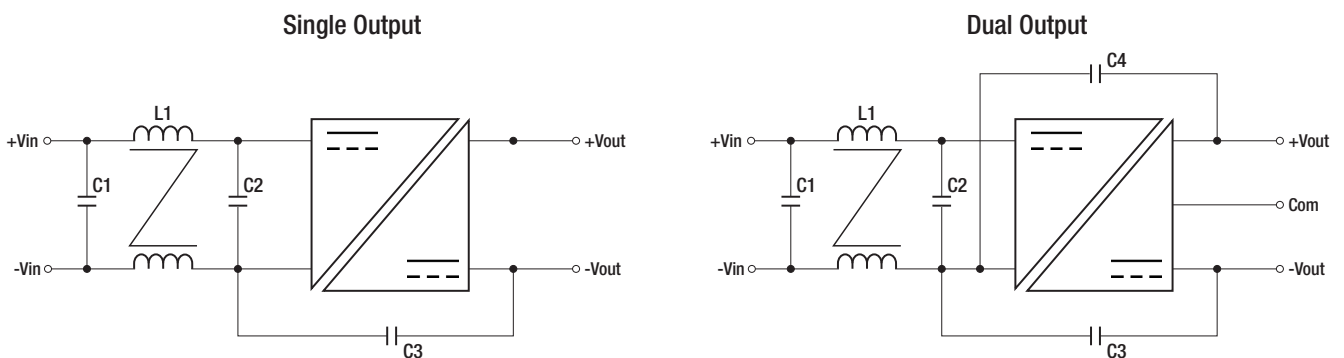 Single Output
L1
+Vin
+Vout
C1
C2
-Vin
-Vout
C3
Dual Output
C4
L1
+Vin
+Vout
C1
C2
Com
-Vin
-Vout
C3